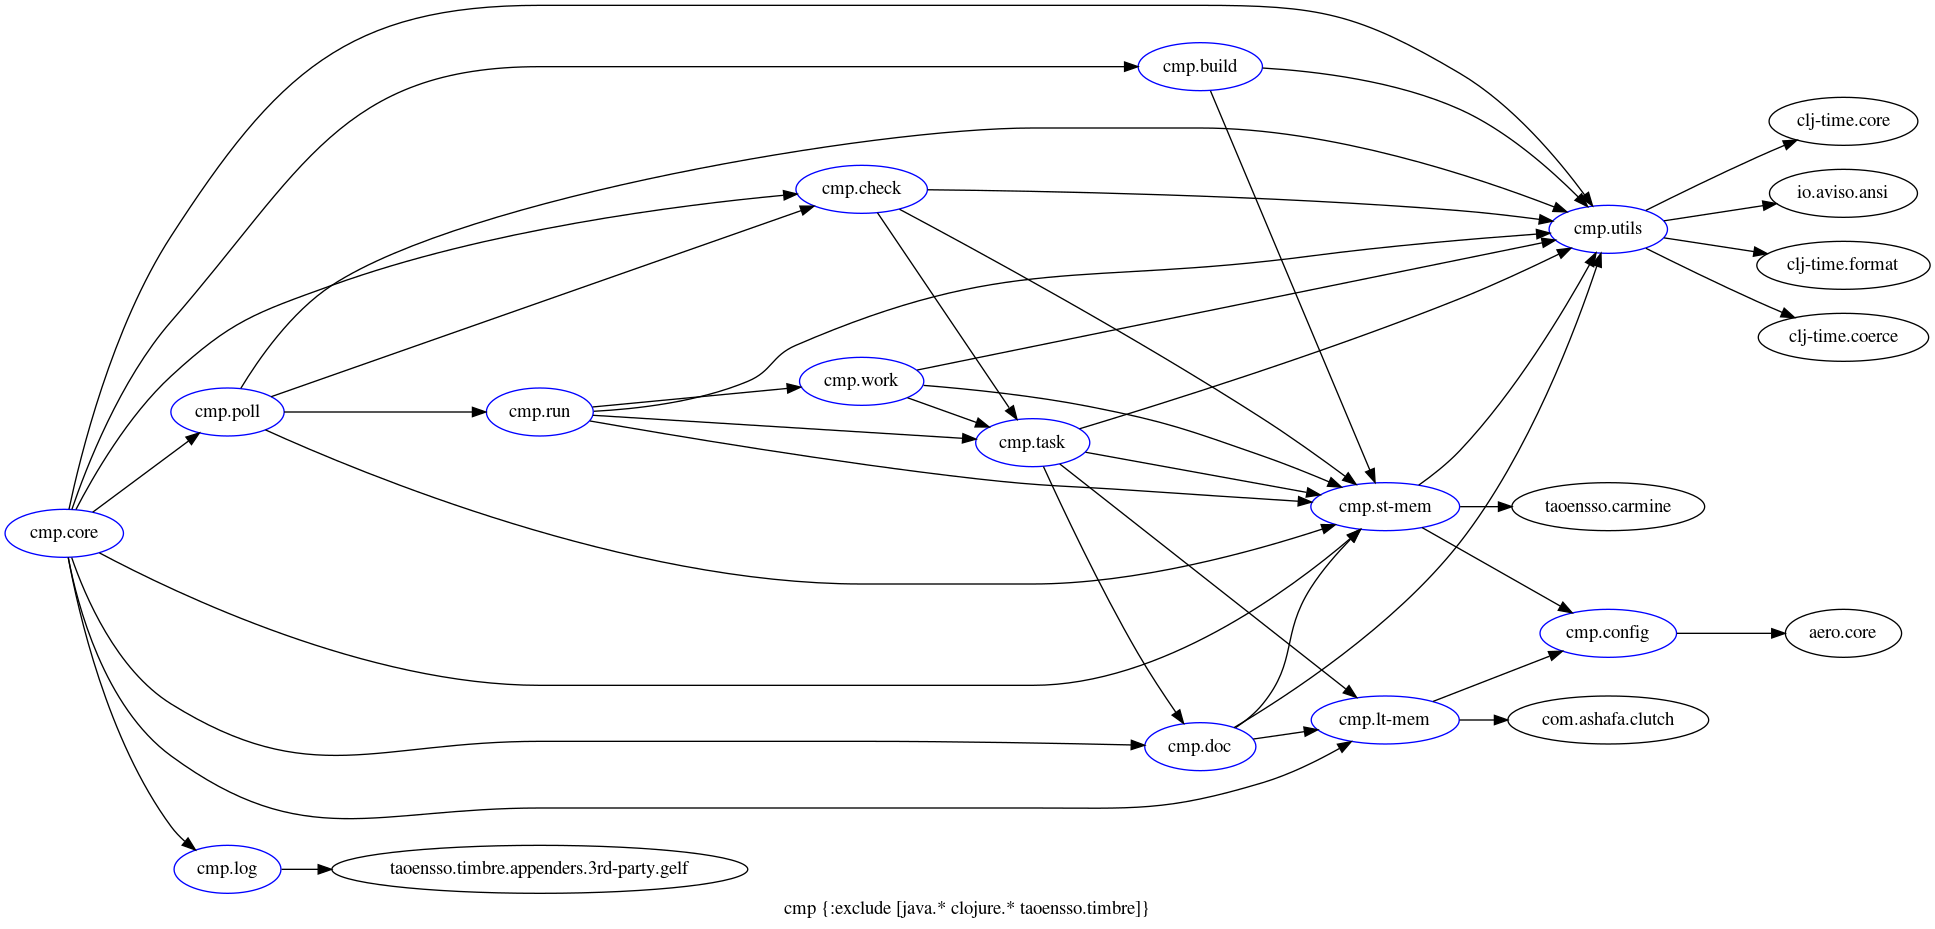 cmp.build
clj-time.core
cmp.check
io.aviso.ansi
cmp.utils
clj-time.format
clj-time.coerce
cmp.work
cmp.poll
cmp.run
cmp.task
cmp.st-mem
taoensso.carmine
cmp.core
cmp.config
aero.core
cmp.lt-mem
com.ashafa.clutch
cmp.doc
cmp.log
taoensso.timbre.appenders.3rd-party.gelf
cmp {:exclude [java.* clojure.* taoensso.timbre]}